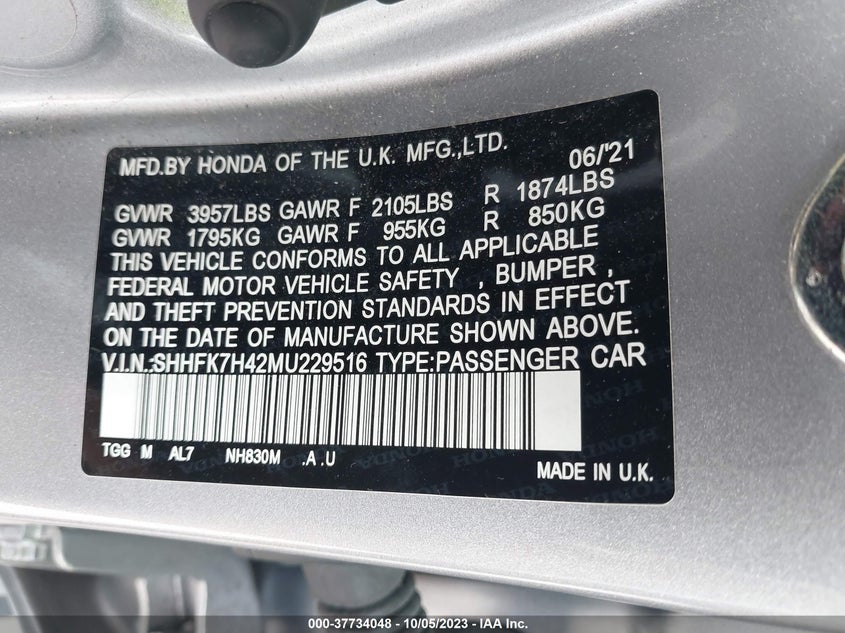 MFD.BY HONDA OF THE U.K. MFG.,LTD. 06/'21
GVWR 3957LBS GAWR F 2105LBS R 1874LBS
GVWR 1795KG GAWR F 955KG R 850KG
THIS VEHICLE CONFORMS TO ALL APPLICABLE
FEDERAL MOTOR VEHICLE SAFETY , BUMPER ,
AND THEFT PREVENTION STANDARDS IN EFFECT
ON THE DATE OF MANUFACTURE SHOWN ABOVE.
V.I.N.:SHHFK7H42MU229516 TYPE:PASSENGER CAR
TGG M AL7 NH830M .A .U
MADE IN U.K.
000-37734048 - 10/05/2023 - IAAI.COM